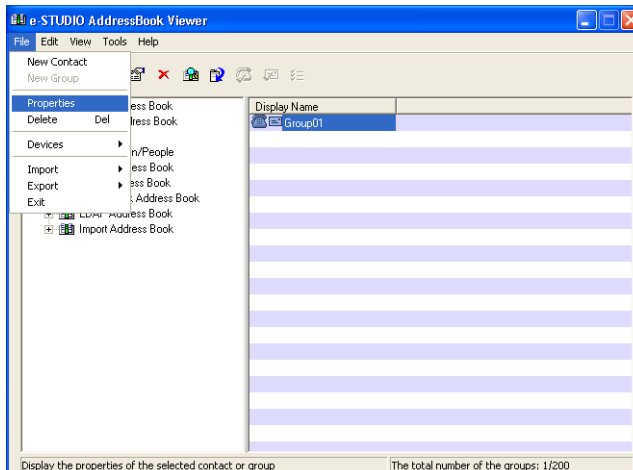 e-STUDIO AddressBook Viewer
File Edit View Tools Help
New Contact
New Group
Properties
Delete Del
Devices
Import
Export
Exit
ess Book
dress Book
n/People
ess Book
ess Book
Address Book
LDAP Address Book
Import Address Book
Display Name
Group01
Display the properties of the selected contact or group
The total number of the groups: 1/200